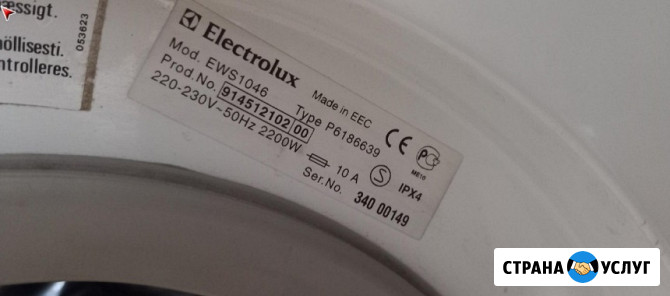 essigt.
öllisesti.
ntrolleres.
053623
Electrolux
Mod. EWS1046
Made in EEC
Prod.No. 914512102 00
Type P6186639
220-230V~50Hz 2200W
10 A
S
IPX4
ME10
Ser.No. 340 00149
СТРАНА УСЛУГ